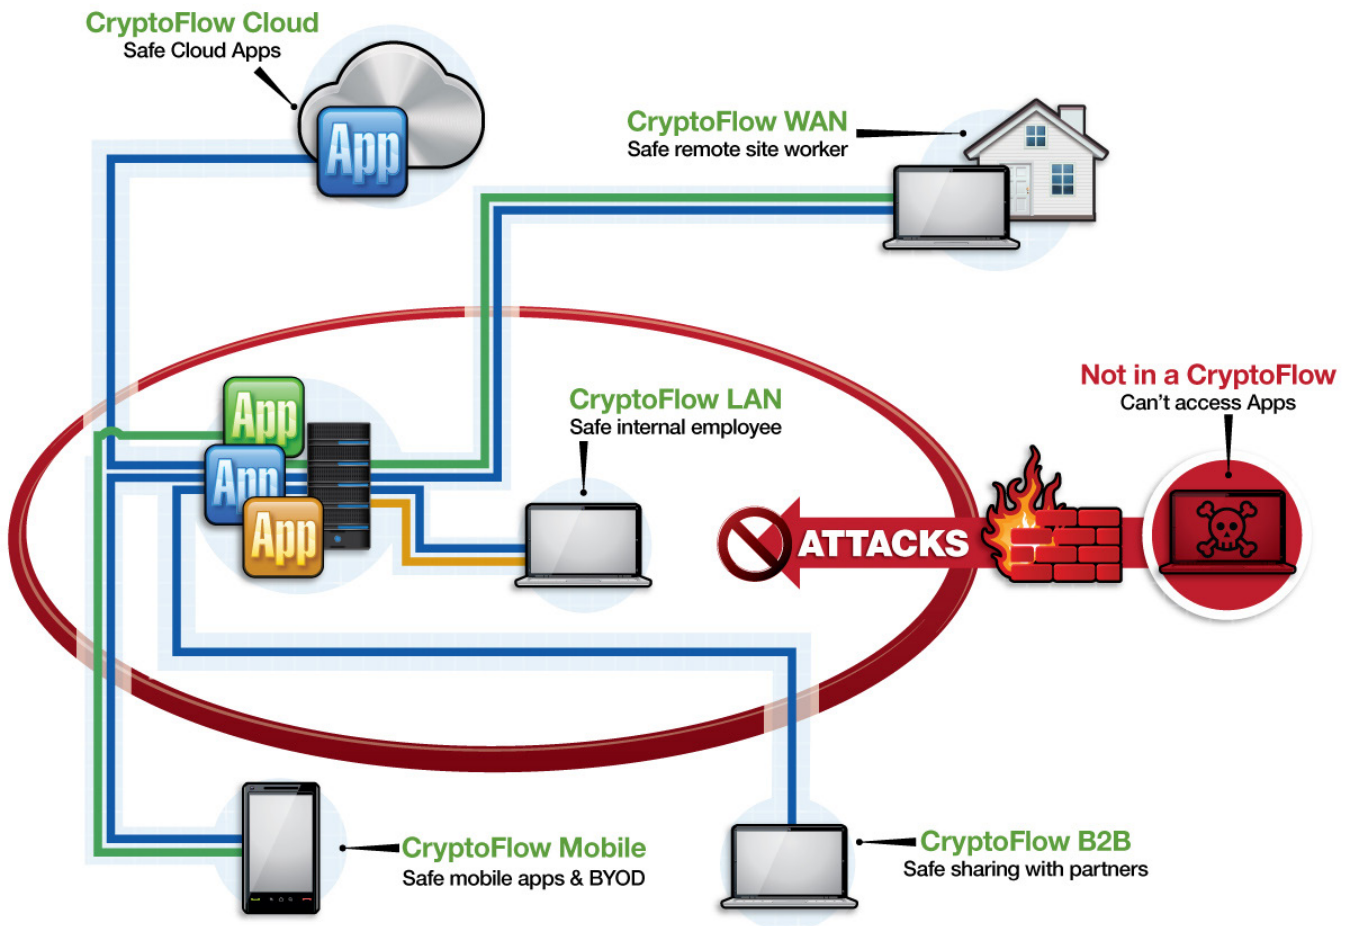 CryptoFlow Cloud
Safe Cloud Apps
App
CryptoFlow WAN
Safe remote site worker
Not in a CryptoFlow
Can't access Apps
CryptoFlow LAN
Safe internal employee
App
App
App
ATTACKS
CryptoFlow Mobile
Safe mobile apps & BYOD
CryptoFlow B2B
Safe sharing with partners